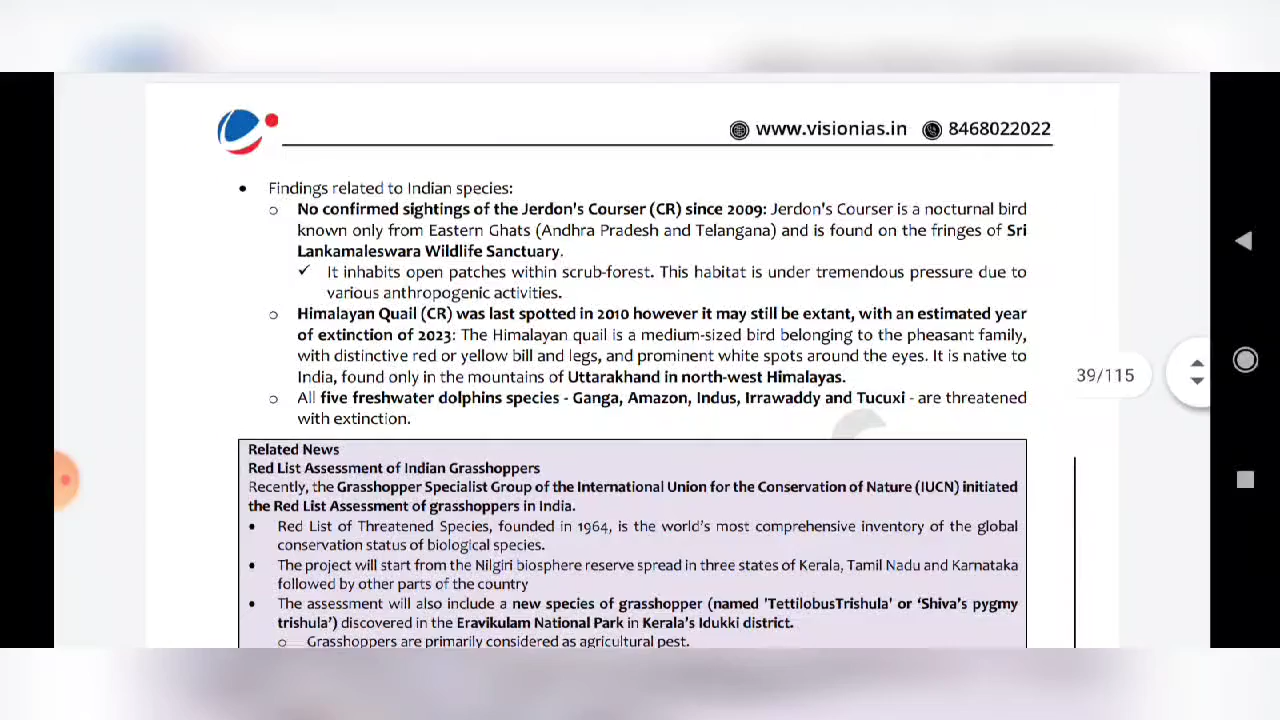 www.visionias.in 8468022022
• Findings related to Indian species:
o No confirmed sightings of the Jerdon's Courser (CR) since 2009: Jerdon's Courser is a nocturnal bird
known only from Eastern Ghats (Andhra Pradesh and Telangana) and is found on the fringes of Sri
Lankamaleswara Wildlife Sanctuary.
✓ It inhabits open patches within scrub-forest. This habitat is under tremendous pressure due to
various anthropogenic activities.
o Himalayan Quail (CR) was last spotted in 2010 however it may still be extant, with an estimated year
of extinction of 2023: The Himalayan quail is a medium-sized bird belonging to the pheasant family,
with distinctive red or yellow bill and legs, and prominent white spots around the eyes. It is native to
India, found only in the mountains of Uttarakhand in north-west Himalayas.
39/115
o All five freshwater dolphins species - Ganga, Amazon, Indus, Irrawaddy and Tucuxi - are threatened
with extinction.
Related News
Red List Assessment of Indian Grasshoppers
Recently, the Grasshopper Specialist Group of the International Union for the Conservation of Nature (IUCN) initiated
the Red List Assessment of grasshoppers in India.
• Red List of Threatened Species, founded in 1964, is the world's most comprehensive inventory of the global
conservation status of biological species.
• The project will start from the Nilgiri biosphere reserve spread in three states of Kerala, Tamil Nadu and Karnataka
followed by other parts of the country
• The assessment will also include a new species of grasshopper (named 'TettilobusTrishula' or 'Shiva's pygmy
trishula') discovered in the Eravikulam National Park in Kerala's Idukki district.
o Grasshoppers are primarily considered as agricultural pest.